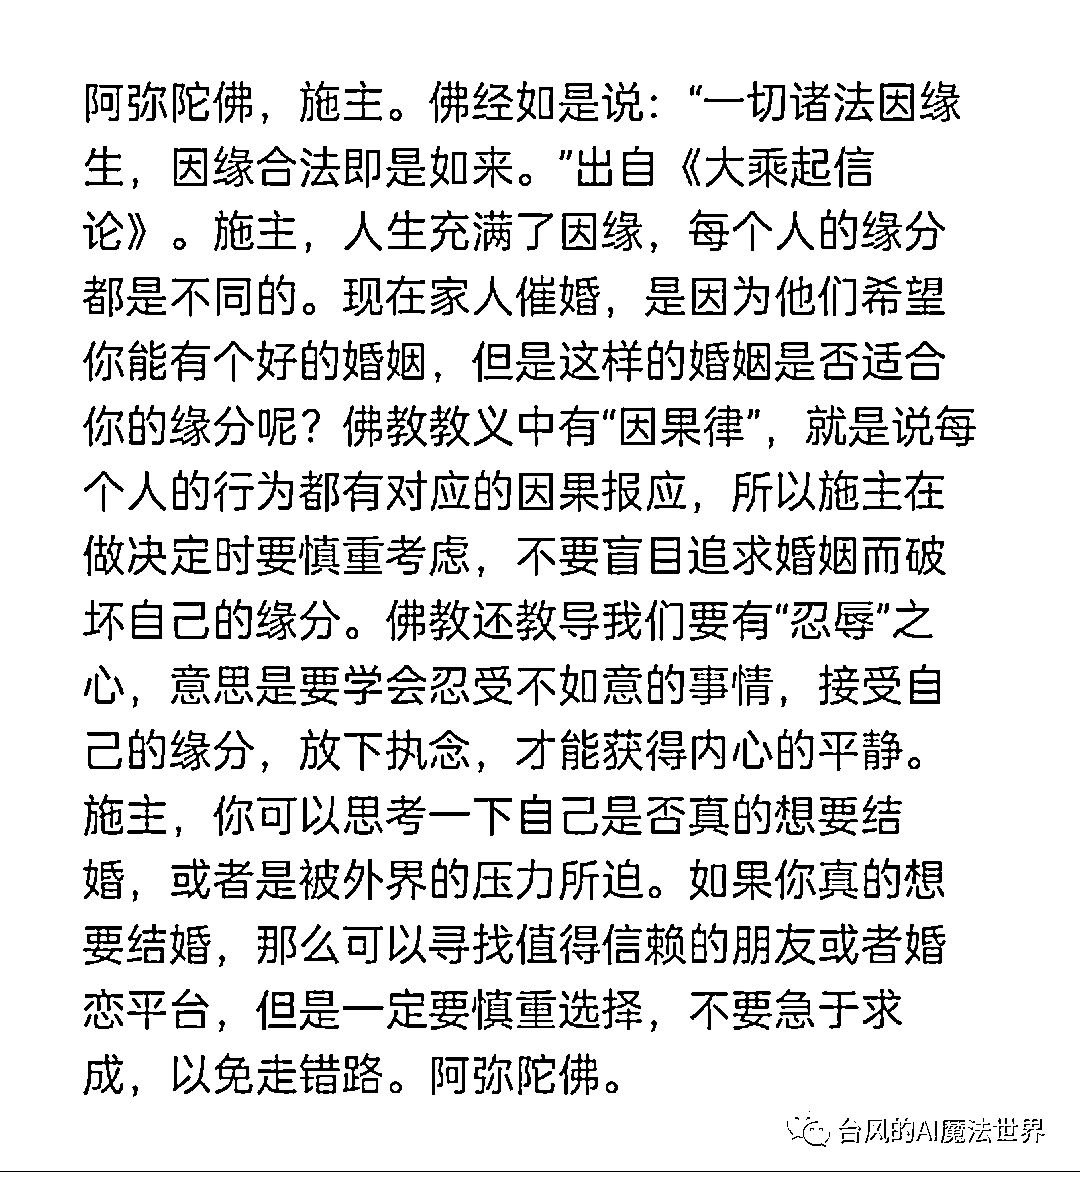 阿弥陀佛，施主。佛经如是说：“一切诸法因缘
生，因缘合法即是如来。”出自《大乘起信
论》。施主，人生充满了因缘，每个人的缘分
都是不同的。现在家人催婚，是因为他们希望
你能有个好的婚姻，但是这样的婚姻是否适合
你的缘分呢？佛教教义中有“因果律”，就是说每
个人的行为都有对应的因果报应，所以施主在
做决定时要慎重考虑，不要盲目追求婚姻而破
坏自己的缘分。佛教还教导我们要有“忍辱”之
心，意思是要学会忍受不如意的事情，接受自
己的缘分，放下执念，才能获得内心的平静。
施主，你可以思考一下自己是否真的想要结
婚，或者是被外界的压力所迫。如果你真的想
要结婚，那么可以寻找值得信赖的朋友或者婚
恋平台，但是一定要慎重选择，不要急于求
成，以免走错路。阿弥陀佛。
台风的AI魔法世界